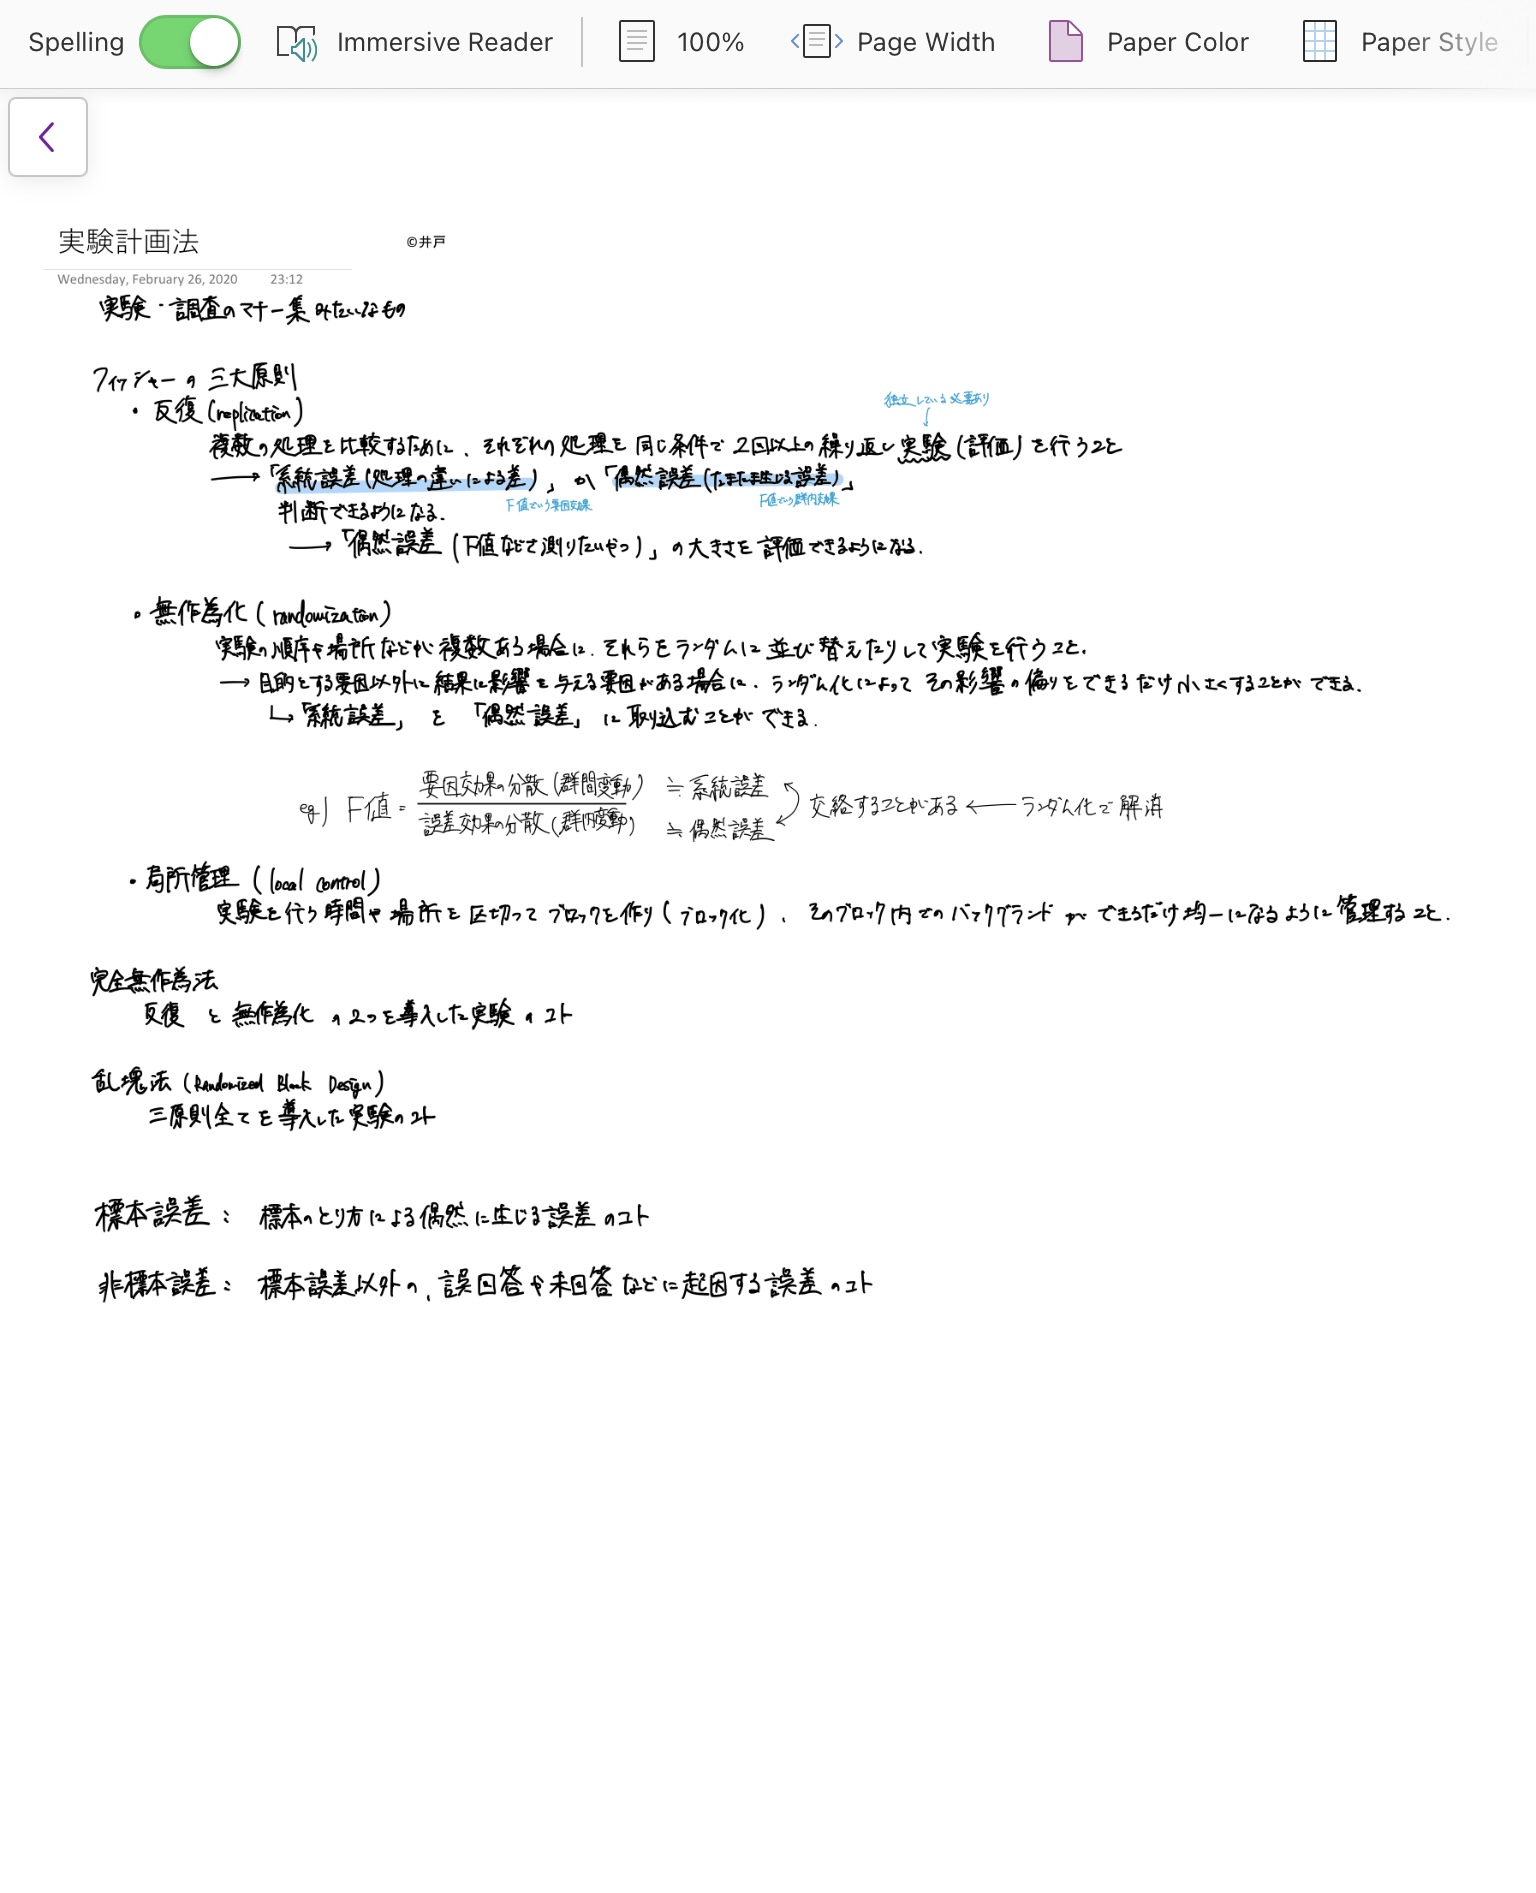 Spelling Immersive Reader 100% Page Width Paper Color Paper Style
実験計画法 ©井戸
Wednesday, February 26, 2020 23:12
実験・調査のマナー集みたいなもの
フィッシャーの三大原則
・反復(replication)
独立している必要あり
複数の処理を比較するために、それぞれの処理を同じ条件で2回以上の繰り返し実験(評価)を行うこと
→「系統誤差(処理の違いによる差)」か「偶然誤差(たまたま生じる誤差)」
F値でいう要因効果 F値でいう群内効果
判断できるようになる.
→「偶然誤差(F値などで測りたいやつ)」の大きさを評価できるようになる.
・無作為化(randomization)
実験の順序や場所などが複数ある場合に、それらをランダムに並び替えたりして実験を行うこと.
→目的とする要因以外に結果に影響を与える要因がある場合に、ランダム化によってその影響の偏りをできるだけ小さくすることができる.
↳「系統誤差」を「偶然誤差」に取り込むことができる.
要因効果の分散(群間変動) ≒ 系統誤差
eg) F値 = 交絡することがある ← ランダム化で解消
誤差効果の分散(群内変動) ≒ 偶然誤差
・局所管理(local control)
実験を行う時間や場所を区切ってブロックを作り(ブロック化)、そのブロック内でのバックグランドができるだけ均一になるように管理すること.
完全無作為法
反復と無作為化の2つを導入した実験のコト
乱塊法(Randomized Block Design)
三原則全てを導入した実験のコト
標本誤差: 標本のとり方による偶然に生じる誤差のコト
非標本誤差: 標本誤差以外の、誤回答や未回答などに起因する誤差のコト